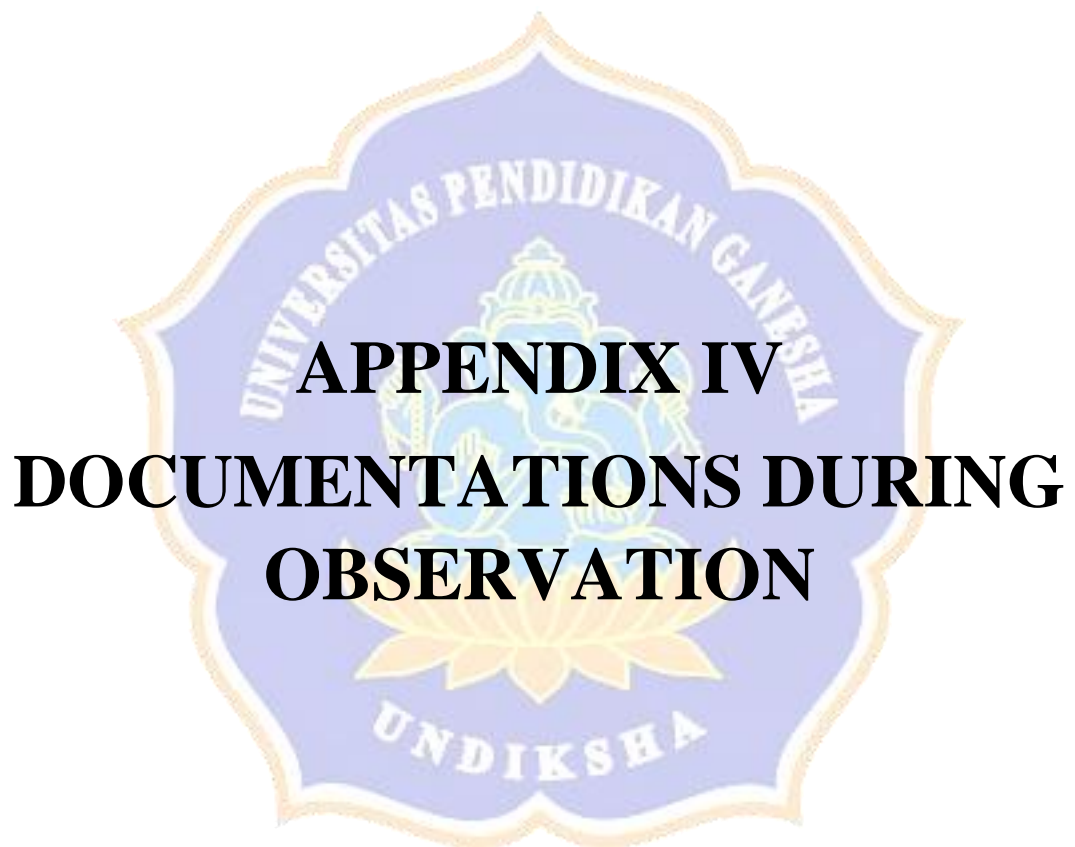 UNIVERSITAS PENDIDIKAN GANESHA
APPENDIX IV
DOCUMENTATIONS DURING
OBSERVATION
UNDIKSHA